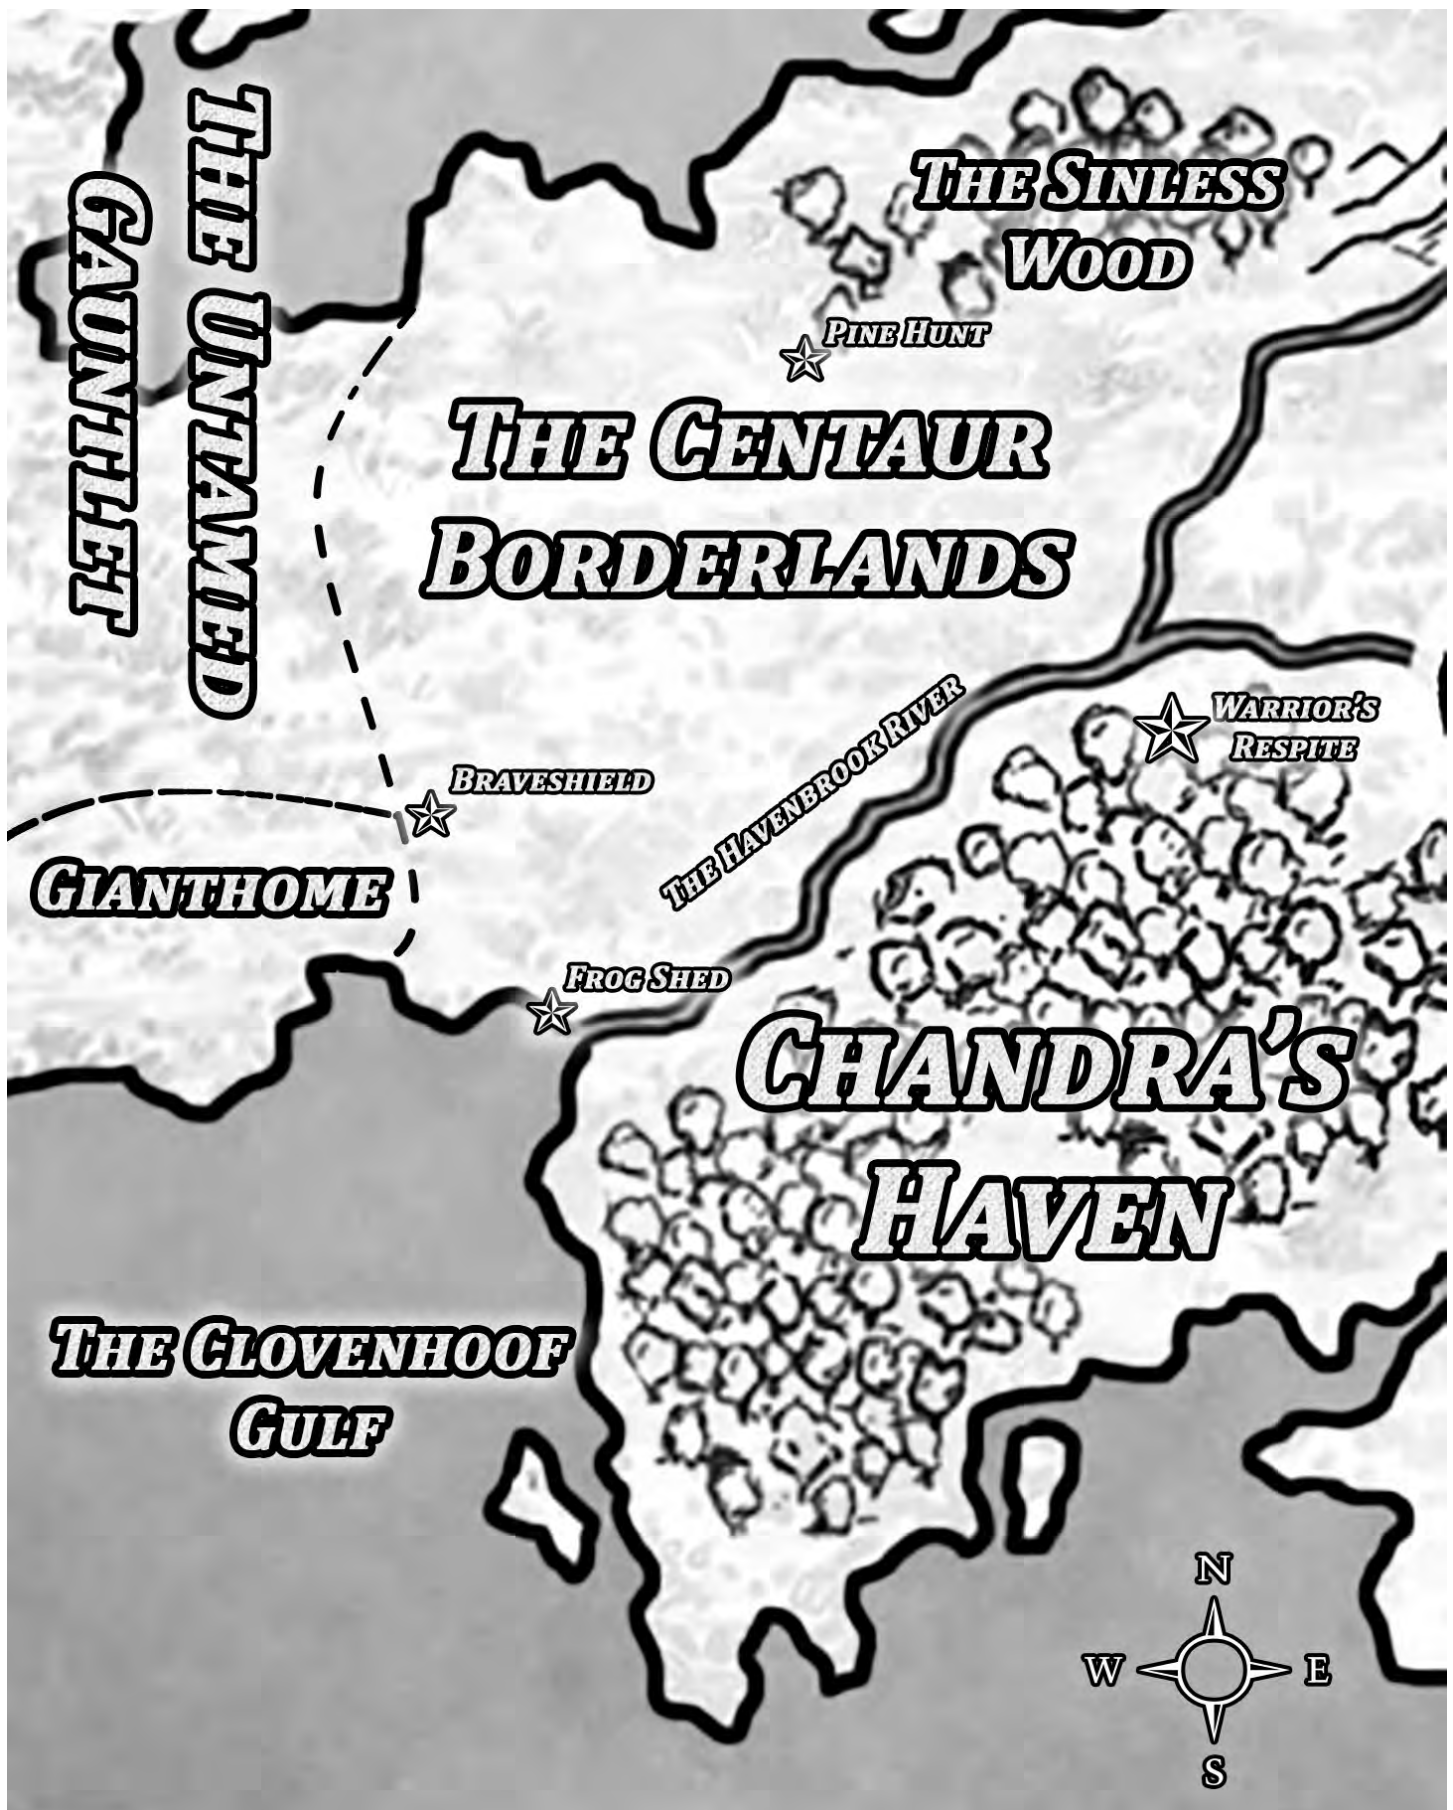 The Untamed
Gauntlet
The Sinless
Wood
Pine Hunt
The Centaur
Borderlands
The Havenbrook River
Warrior's
Respite
Braveshield
Gianthome
Frog Shed
Chandra's
Haven
The Clovenhoof
Gulf
N
W
E
S